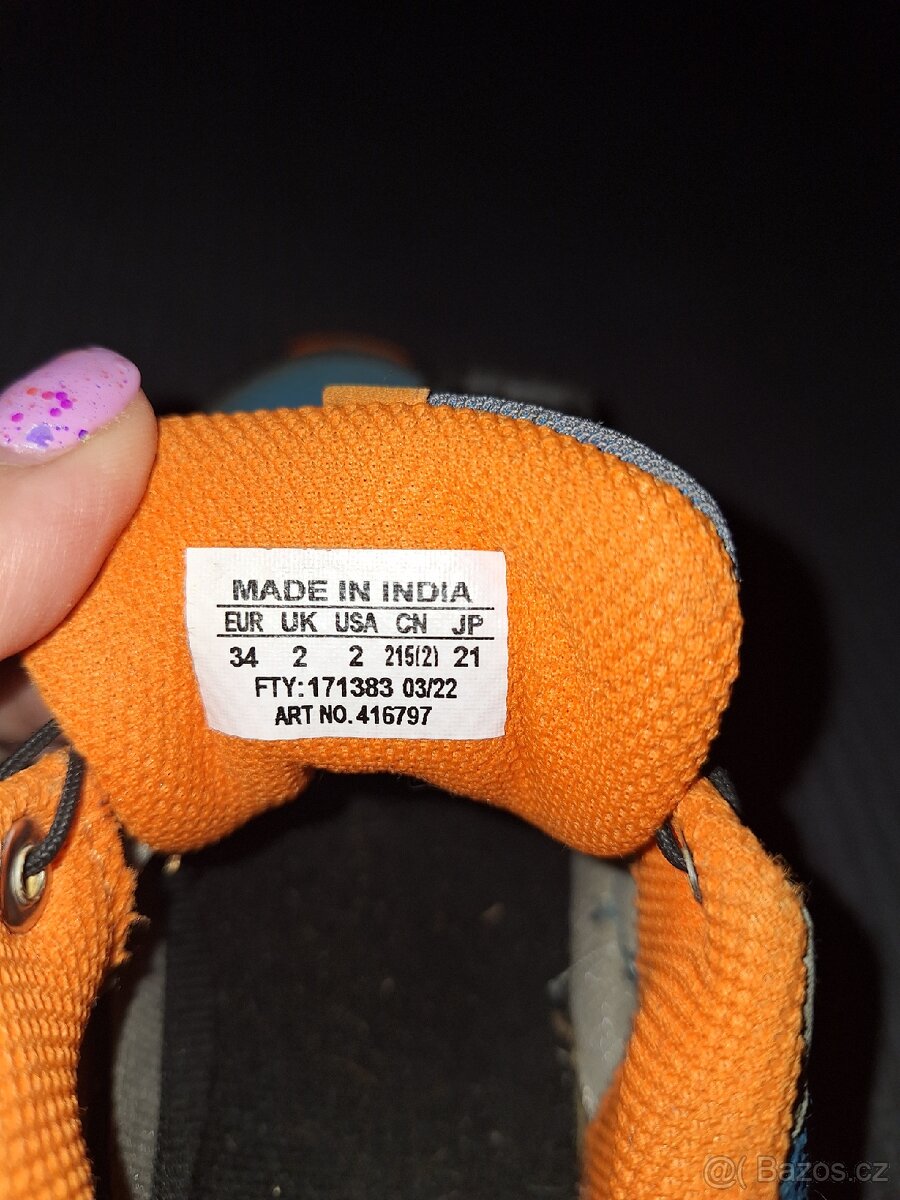 MADE IN INDIA
EUR UK USA CN JP
34 2 2 215(2) 21
FTY: 171383 03/22
ART NO. 416797
@( Bazos.cz